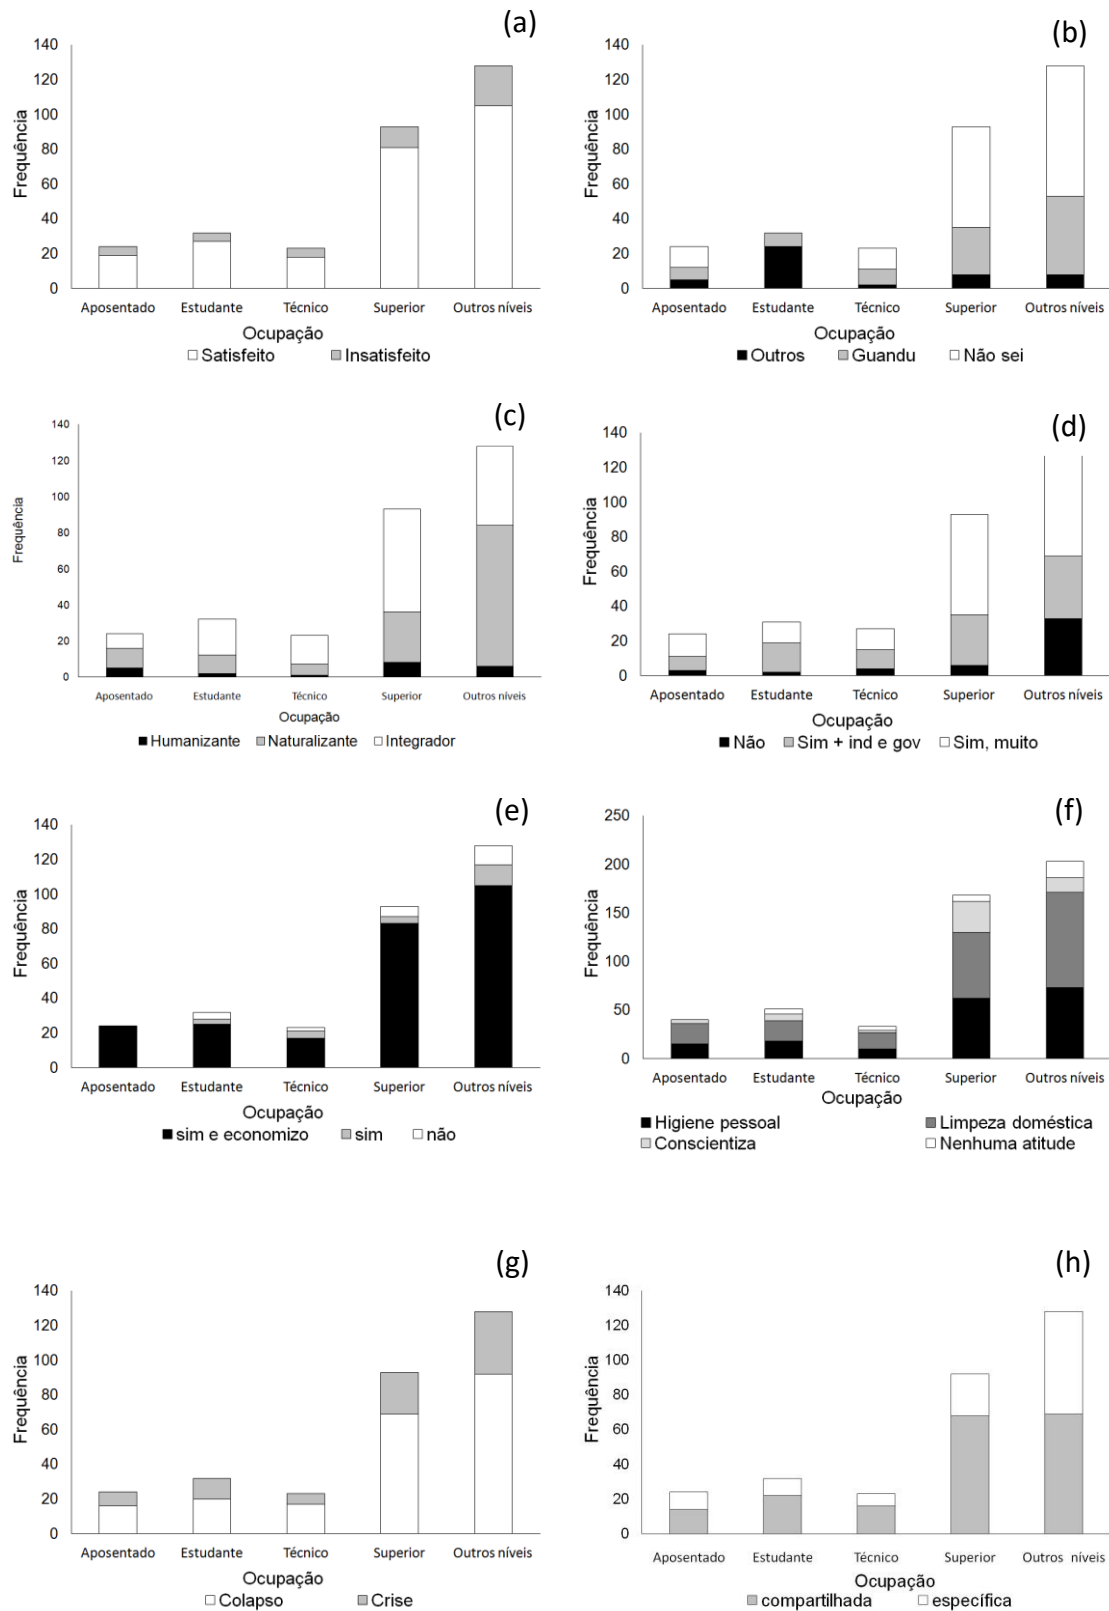 (a)
140
120
100
80
60
40
20
0
Frequência
Aposentado Estudante Técnico Superior Outros níveis
Ocupação
Satisfeito Insatisfeito
(b)
140
120
100
80
60
40
20
0
Frequência
Aposentado Estudante Técnico Superior Outros níveis
Ocupação
Outros Guandu Não sei
(c)
140
120
100
80
60
40
20
0
Frequência
Aposentado Estudante Técnico Superior Outros níveis
Ocupação
Humanizante Naturalizante Integrador
(d)
140
120
100
80
60
40
20
0
Frequência
Aposentado Estudante Técnico Superior Outros níveis
Ocupação
Não Sim + ind e gov Sim, muito
(e)
140
120
100
80
60
40
20
0
Frequência
Aposentado Estudante Técnico Superior Outros níveis
Ocupação
sim e economizo sim não
(f)
250
200
150
100
50
0
Frequência
Aposentado Estudante Técnico Superior Outros níveis
Ocupação
Higiene pessoal Limpeza doméstica
Conscientiza Nenhuma atitude
(g)
140
120
100
80
60
40
20
0
Frequência
Aposentado Estudante Técnico Superior Outros níveis
Ocupação
Colapso Crise
(h)
140
120
100
80
60
40
20
0
Frequência
Aposentado Estudante Técnico Superior Outros níveis
Ocupação
compartilhada específica